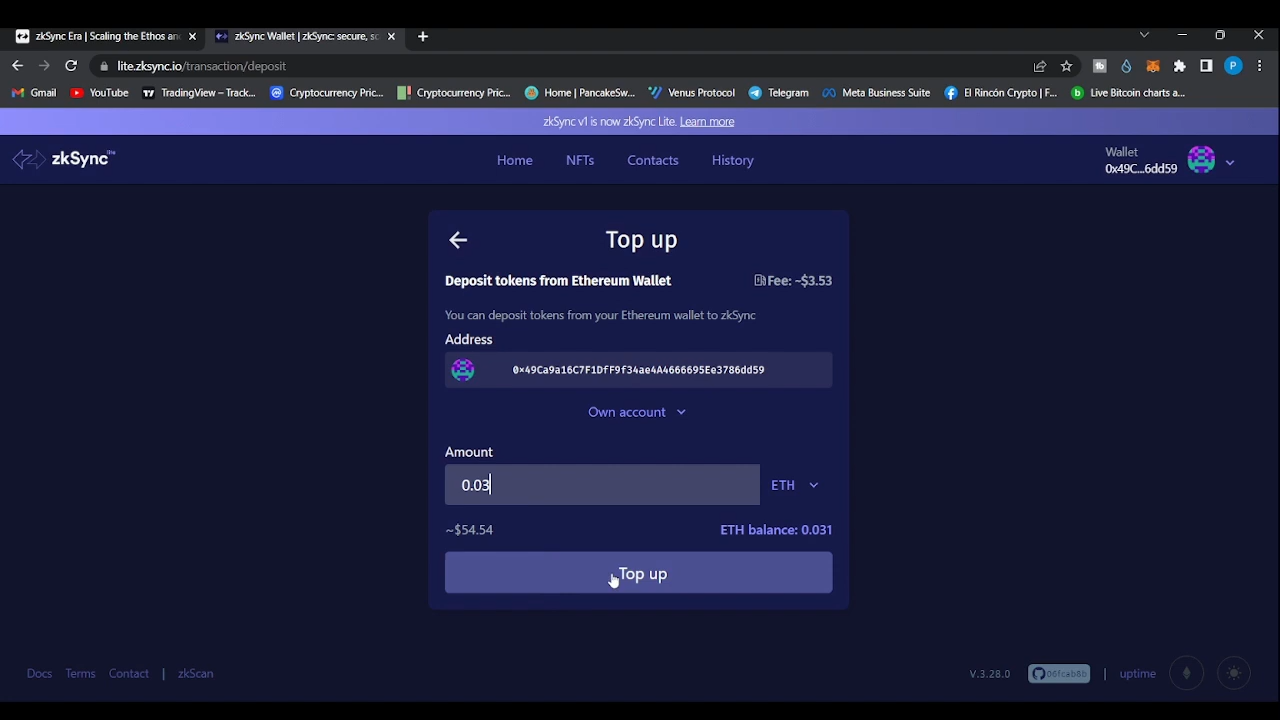 zkSync Era | Scaling the Ethos an
zkSync Wallet | zkSync: secure, sc
lite.zksync.io/transaction/deposit
P
Gmail
YouTube
TradingView – Track...
Cryptocurrency Pric...
Cryptocurrency Pric...
Home | PancakeSw...
Venus Protocol
Telegram
Meta Business Suite
El Rincón Crypto | F...
Live Bitcoin charts a...
zkSync v1 is now zkSync Lite. Learn more
zkSync lite
Home
NFTs
Contacts
History
Wallet
0x49C...6dd59
Top up
Deposit tokens from Ethereum Wallet
Fee: ~$3.53
You can deposit tokens from your Ethereum wallet to zkSync
Address
0×49Ca9a16C7F1DfF9f34ae4A4666695Ee3786dd59
Own account
Amount
0.03
ETH
~$54.54
ETH balance: 0.031
Top up
Docs
Terms
Contact
|
zkScan
V.3.28.0
06fcab8b
|
uptime